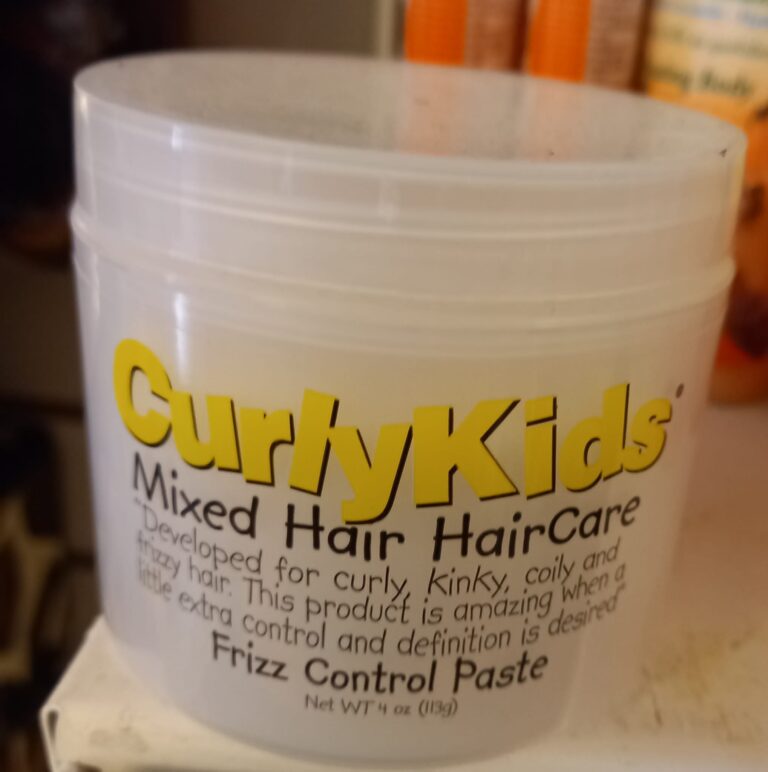 CurlyKids®
Mixed Hair HairCare
"Developed for curly, kinky, coily and
frizzy hair. This product is amazing when a
little extra control and definition is desired"
Frizz Control Paste
Net WT 4 oz (113g)